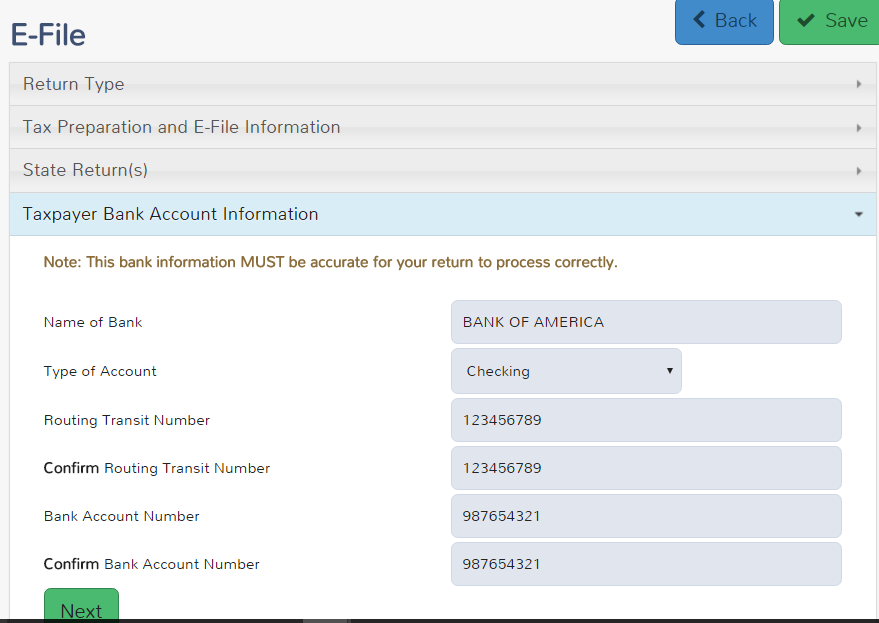 E-File
Back
Save
Return Type
Tax Preparation and E-File Information
State Return(s)
Taxpayer Bank Account Information
Note: This bank information MUST be accurate for your return to process correctly.
Name of Bank BANK OF AMERICA
Type of Account Checking
Routing Transit Number 123456789
Confirm Routing Transit Number 123456789
Bank Account Number 987654321
Confirm Bank Account Number 987654321
Next